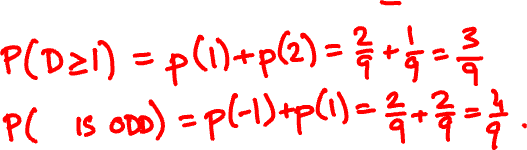 P(D≥1) = p(1)+p(2) = 2/9 + 1/9 = 3/9
P( IS ODD) = p(-1)+p(1) = 2/9 + 2/9 = 4/9 .